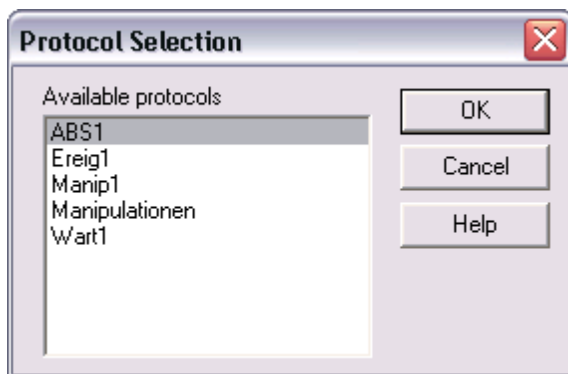 Protocol Selection
Available protocols
ABS1
Ereig1
Manip1
Manipulationen
Wart1
OK
Cancel
Help